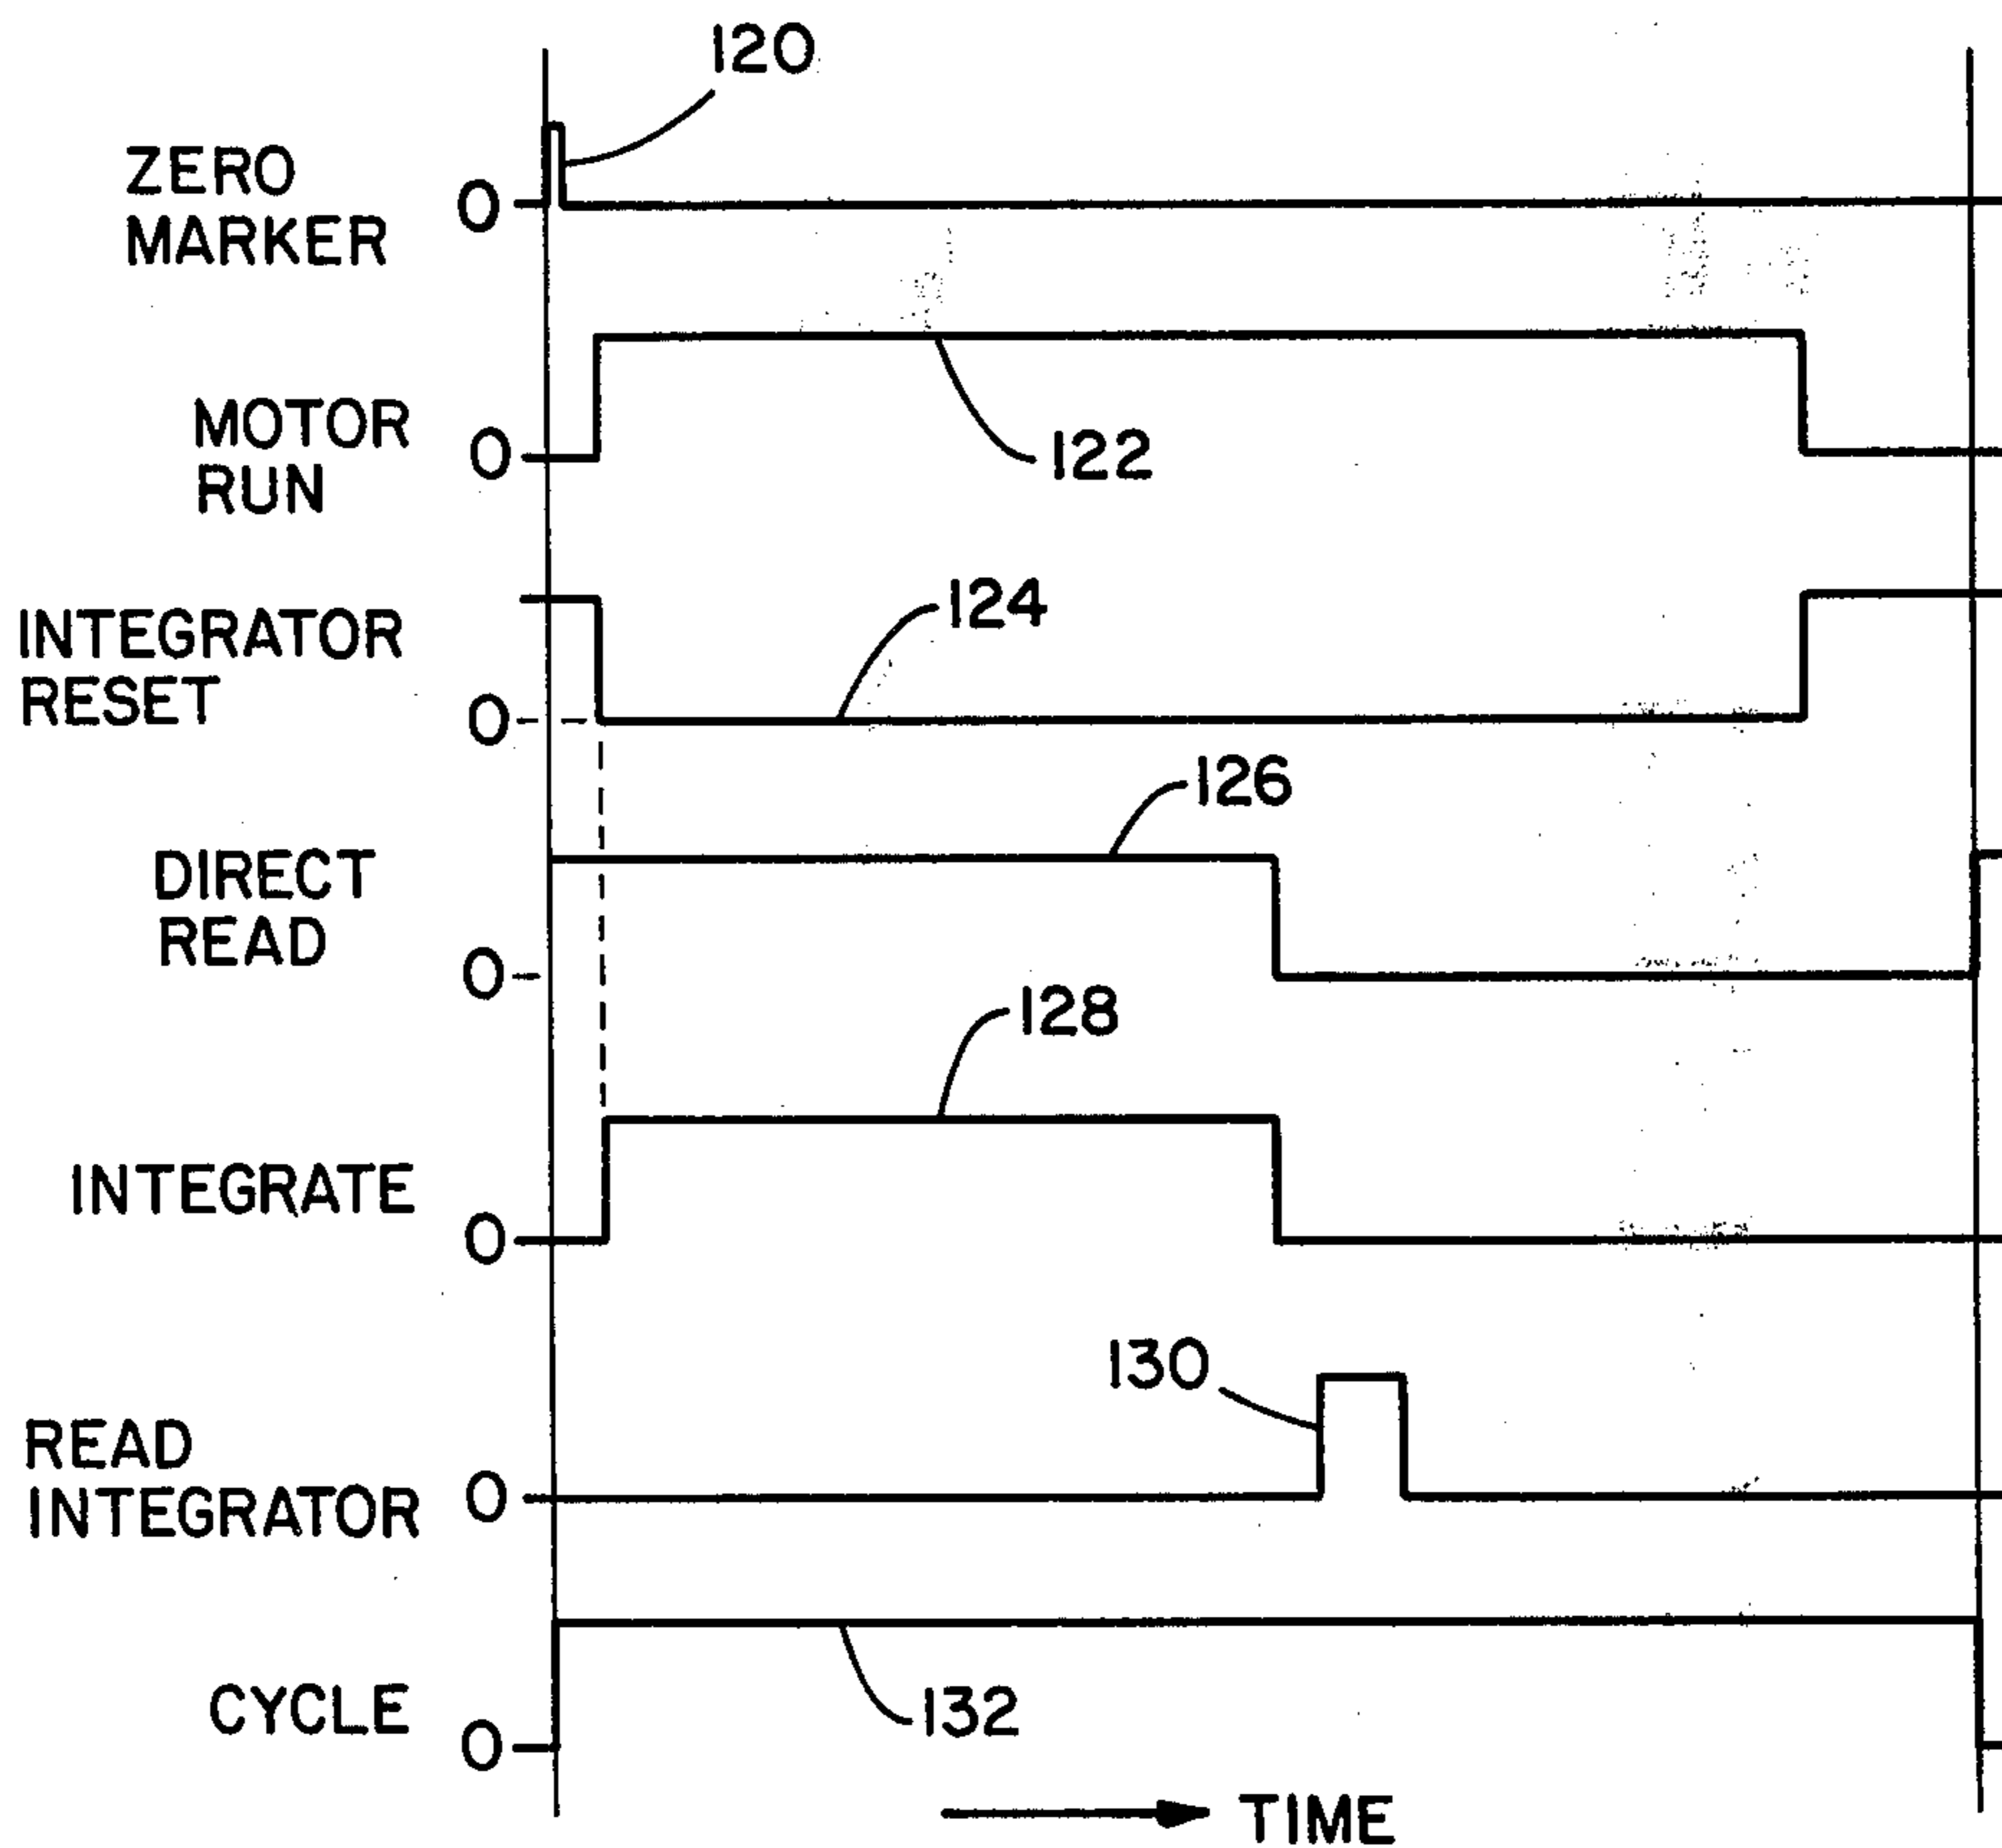 120
ZERO
MARKER
0
MOTOR
RUN
0
122
INTEGRATOR
RESET
0
124
126
DIRECT
READ
0
128
INTEGRATE
0
130
READ
INTEGRATOR
0
CYCLE
0
132
TIME